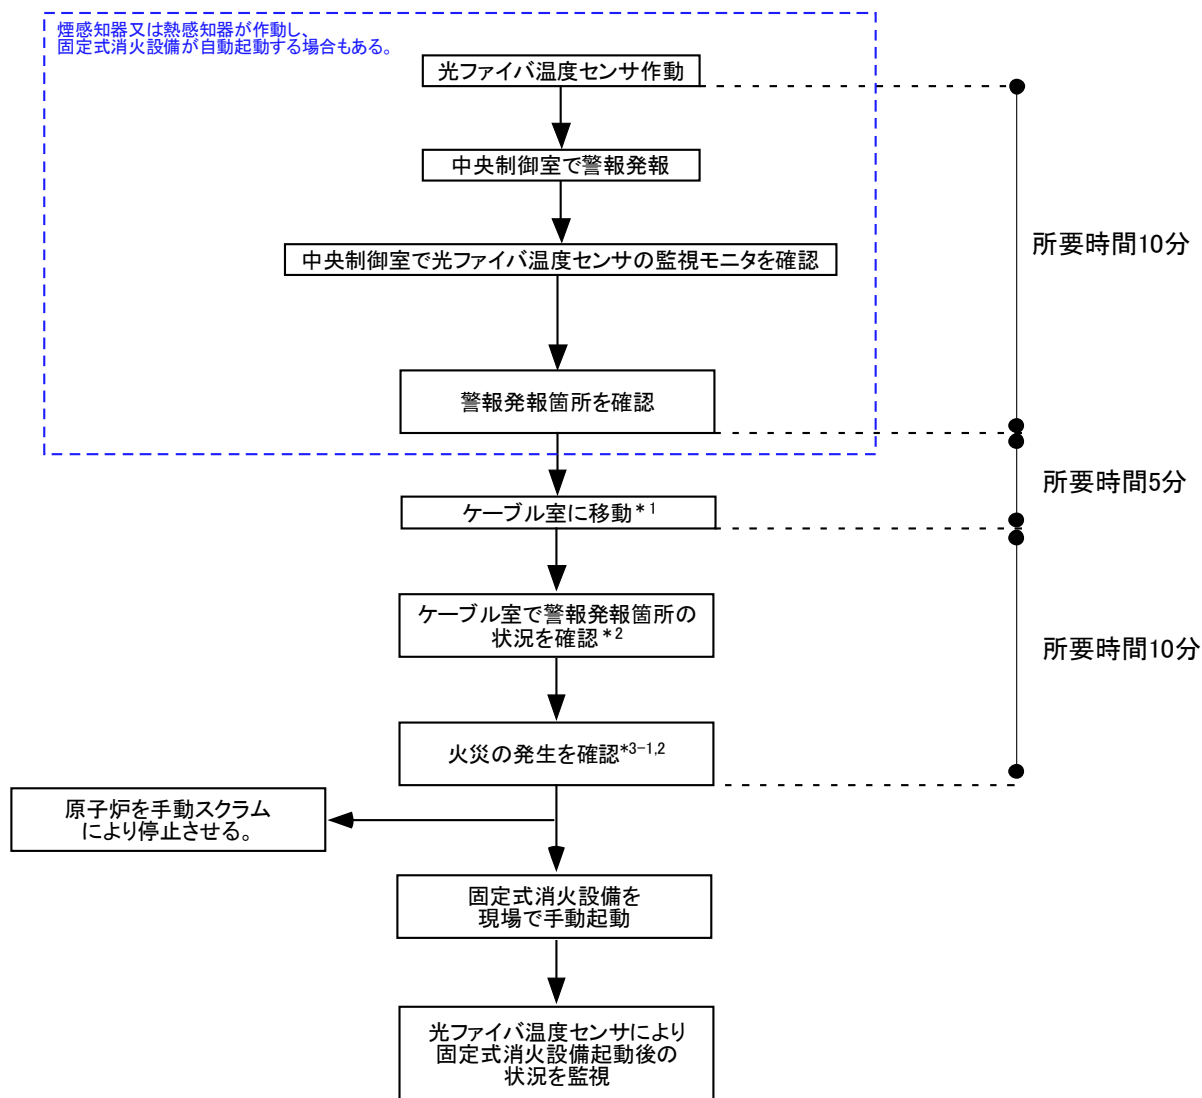 煙感知器又は熱感知器が作動し、
固定式消火設備が自動起動する場合もある。
光ファイバ温度センサ作動
中央制御室で警報発報
中央制御室で光ファイバ温度センサの監視モニタを確認
所要時間10分
警報発報箇所を確認
所要時間5分
ケーブル室に移動*1
ケーブル室で警報発報箇所の
状況を確認*2
所要時間10分
火災の発生を確認*3-1,2
原子炉を手動スクラム
により停止させる。
固定式消火設備を
現場で手動起動
光ファイバ温度センサにより
固定式消火設備起動後の
状況を監視